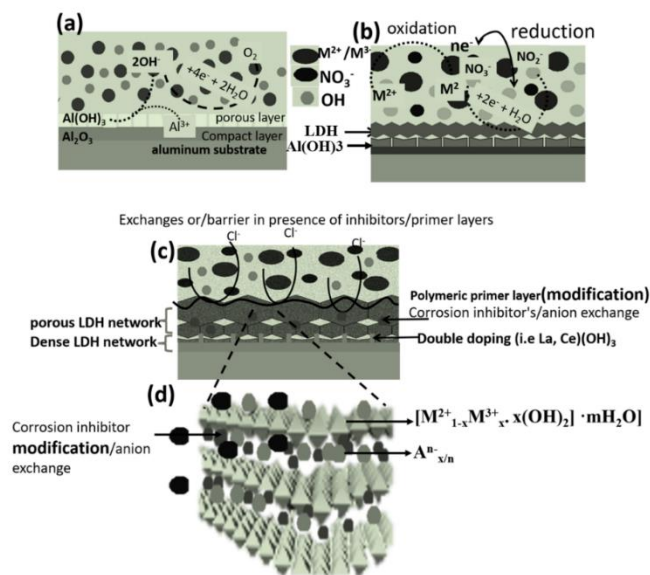 (a)
2OH⁻
O₂
+4e⁻ + 2H₂O
Al(OH)₃
porous layer
Al³⁺
Al₂O₃
Compact layer
aluminum substrate
M²⁺/M³
NO₃⁻
OH
(b)
oxidation
ne⁻
reduction
NO₃⁻
NO₂⁻
M²⁺
M²
+2e⁻ + H₂O
LDH
Al(OH)3
Exchanges or/barrier in presence of inhibitors/primer layers
(c)
Cl⁻
Cl⁻
Cl⁻
Polymeric primer layer(modification)
Corrosion inhibitor's/anion exchange
porous LDH network
Dense LDH network
Double doping (i.e La, Ce)(OH)₃
(d)
Corrosion inhibitor
modification/anion
exchange
[M²⁺₁₋ₓM³⁺ₓ. x(OH)₂] ·mH₂O]
Aⁿ⁻ₓ/ₙ